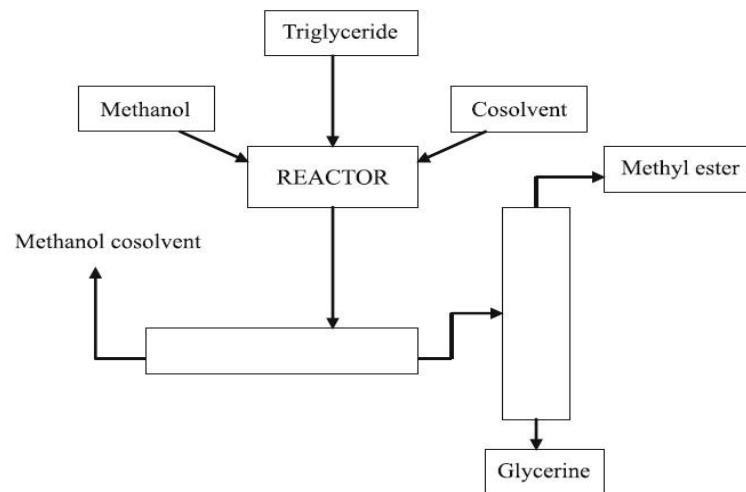 Triglyceride
Methanol
Cosolvent
REACTOR
Methyl ester
Methanol cosolvent
Glycerine